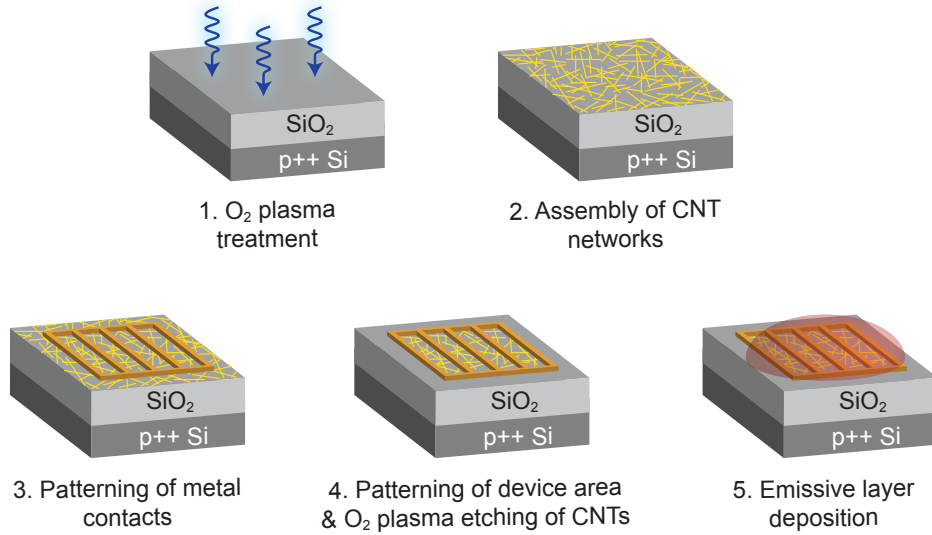 SiO₂
p++ Si
1. O₂ plasma
treatment
SiO₂
p++ Si
2. Assembly of CNT
networks
SiO₂
p++ Si
3. Patterning of metal
contacts
SiO₂
p++ Si
4. Patterning of device area
& O₂ plasma etching of CNTs
SiO₂
p++ Si
5. Emissive layer
deposition